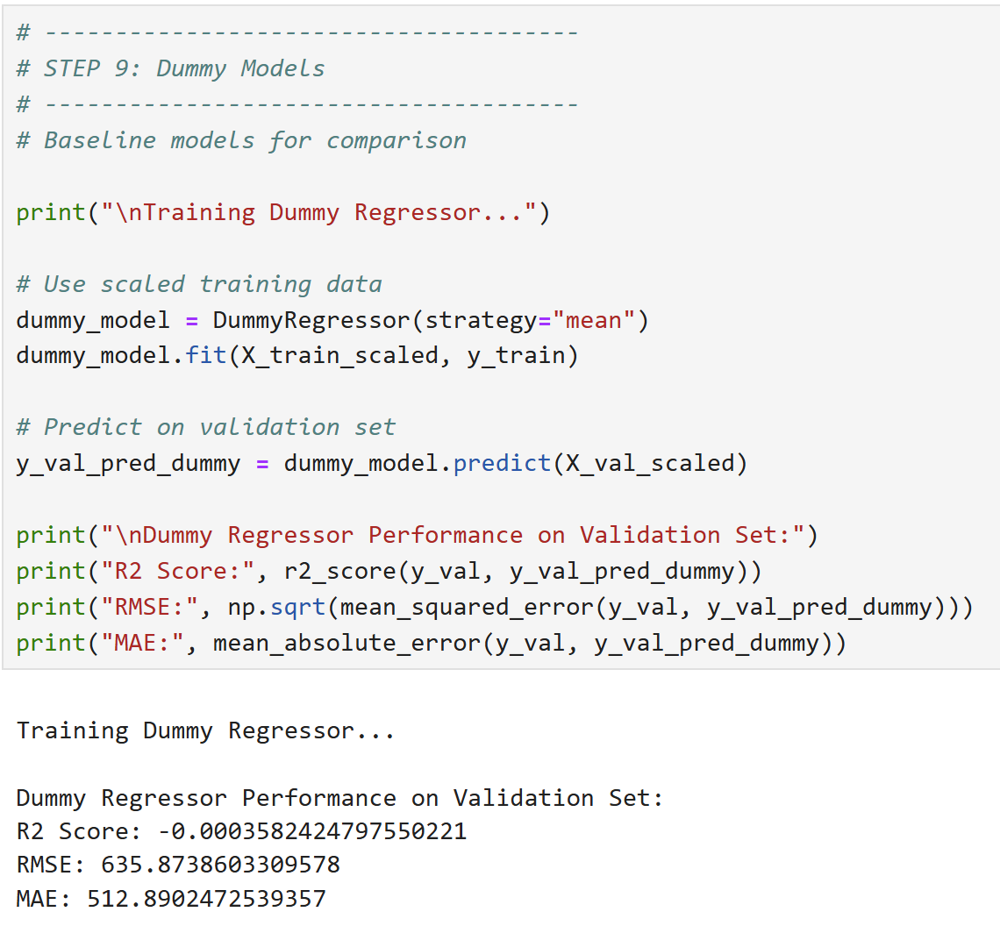 # --------------------------------------
# STEP 9: Dummy Models
# --------------------------------------
# Baseline models for comparison
print("\nTraining Dummy Regressor...")
# Use scaled training data
dummy_model = DummyRegressor(strategy="mean")
dummy_model.fit(X_train_scaled, y_train)
# Predict on validation set
y_val_pred_dummy = dummy_model.predict(X_val_scaled)
print("\nDummy Regressor Performance on Validation Set:")
print("R2 Score:", r2_score(y_val, y_val_pred_dummy))
print("RMSE:", np.sqrt(mean_squared_error(y_val, y_val_pred_dummy)))
print("MAE:", mean_absolute_error(y_val, y_val_pred_dummy))
Training Dummy Regressor...
Dummy Regressor Performance on Validation Set:
R2 Score: -0.0003582424797550221
RMSE: 635.8738603309578
MAE: 512.8902472539357